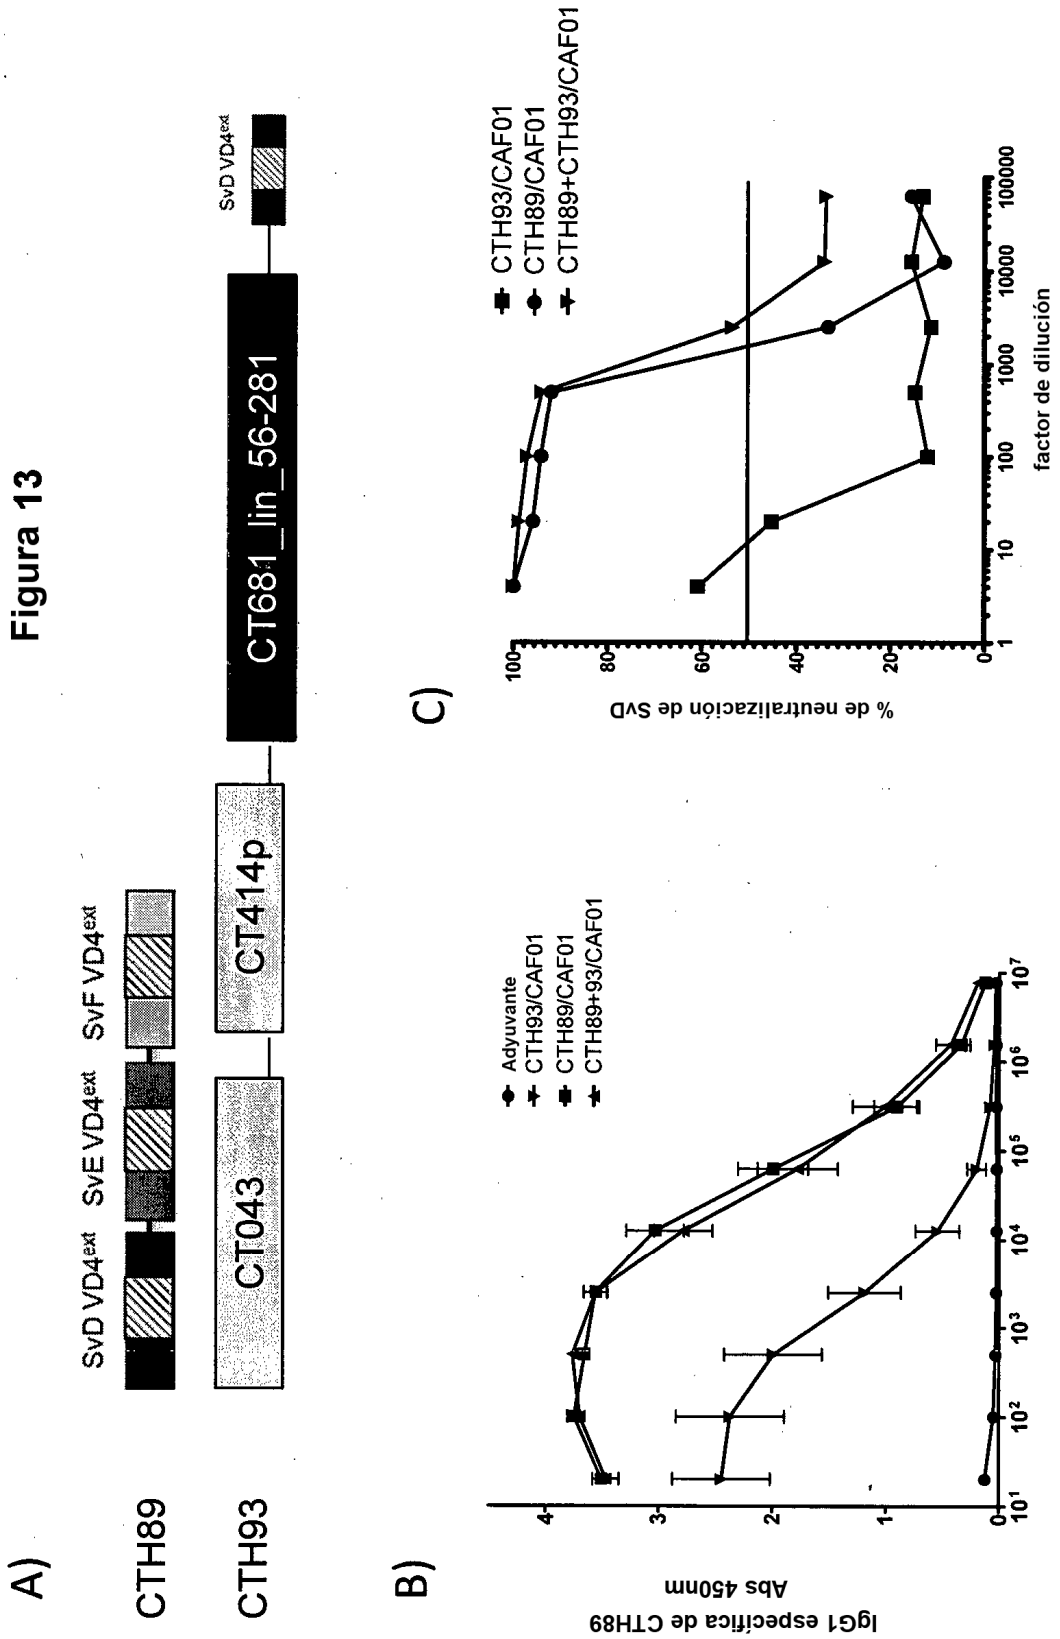 Figura 13
A)
SvD VD4ext
SvE VD4ext
SvF VD4ext
CTH89
SvD VD4ext
CTH93
CT043
CT414p
CT681_lin_56-281
B)
IgG1 específica de CTH89
Abs 450nm
4
3
2
1
0
10¹
10²
10³
10⁴
10⁵
10⁶
10⁷
Adyuvante
CTH93/CAF01
CTH89/CAF01
CTH89+93/CAF01
C)
% de neutralización de SvD
100
80
60
40
20
0
1
10
100
1000
10000
100000
factor de dilución
CTH93/CAF01
CTH89/CAF01
CTH89+CTH93/CAF01